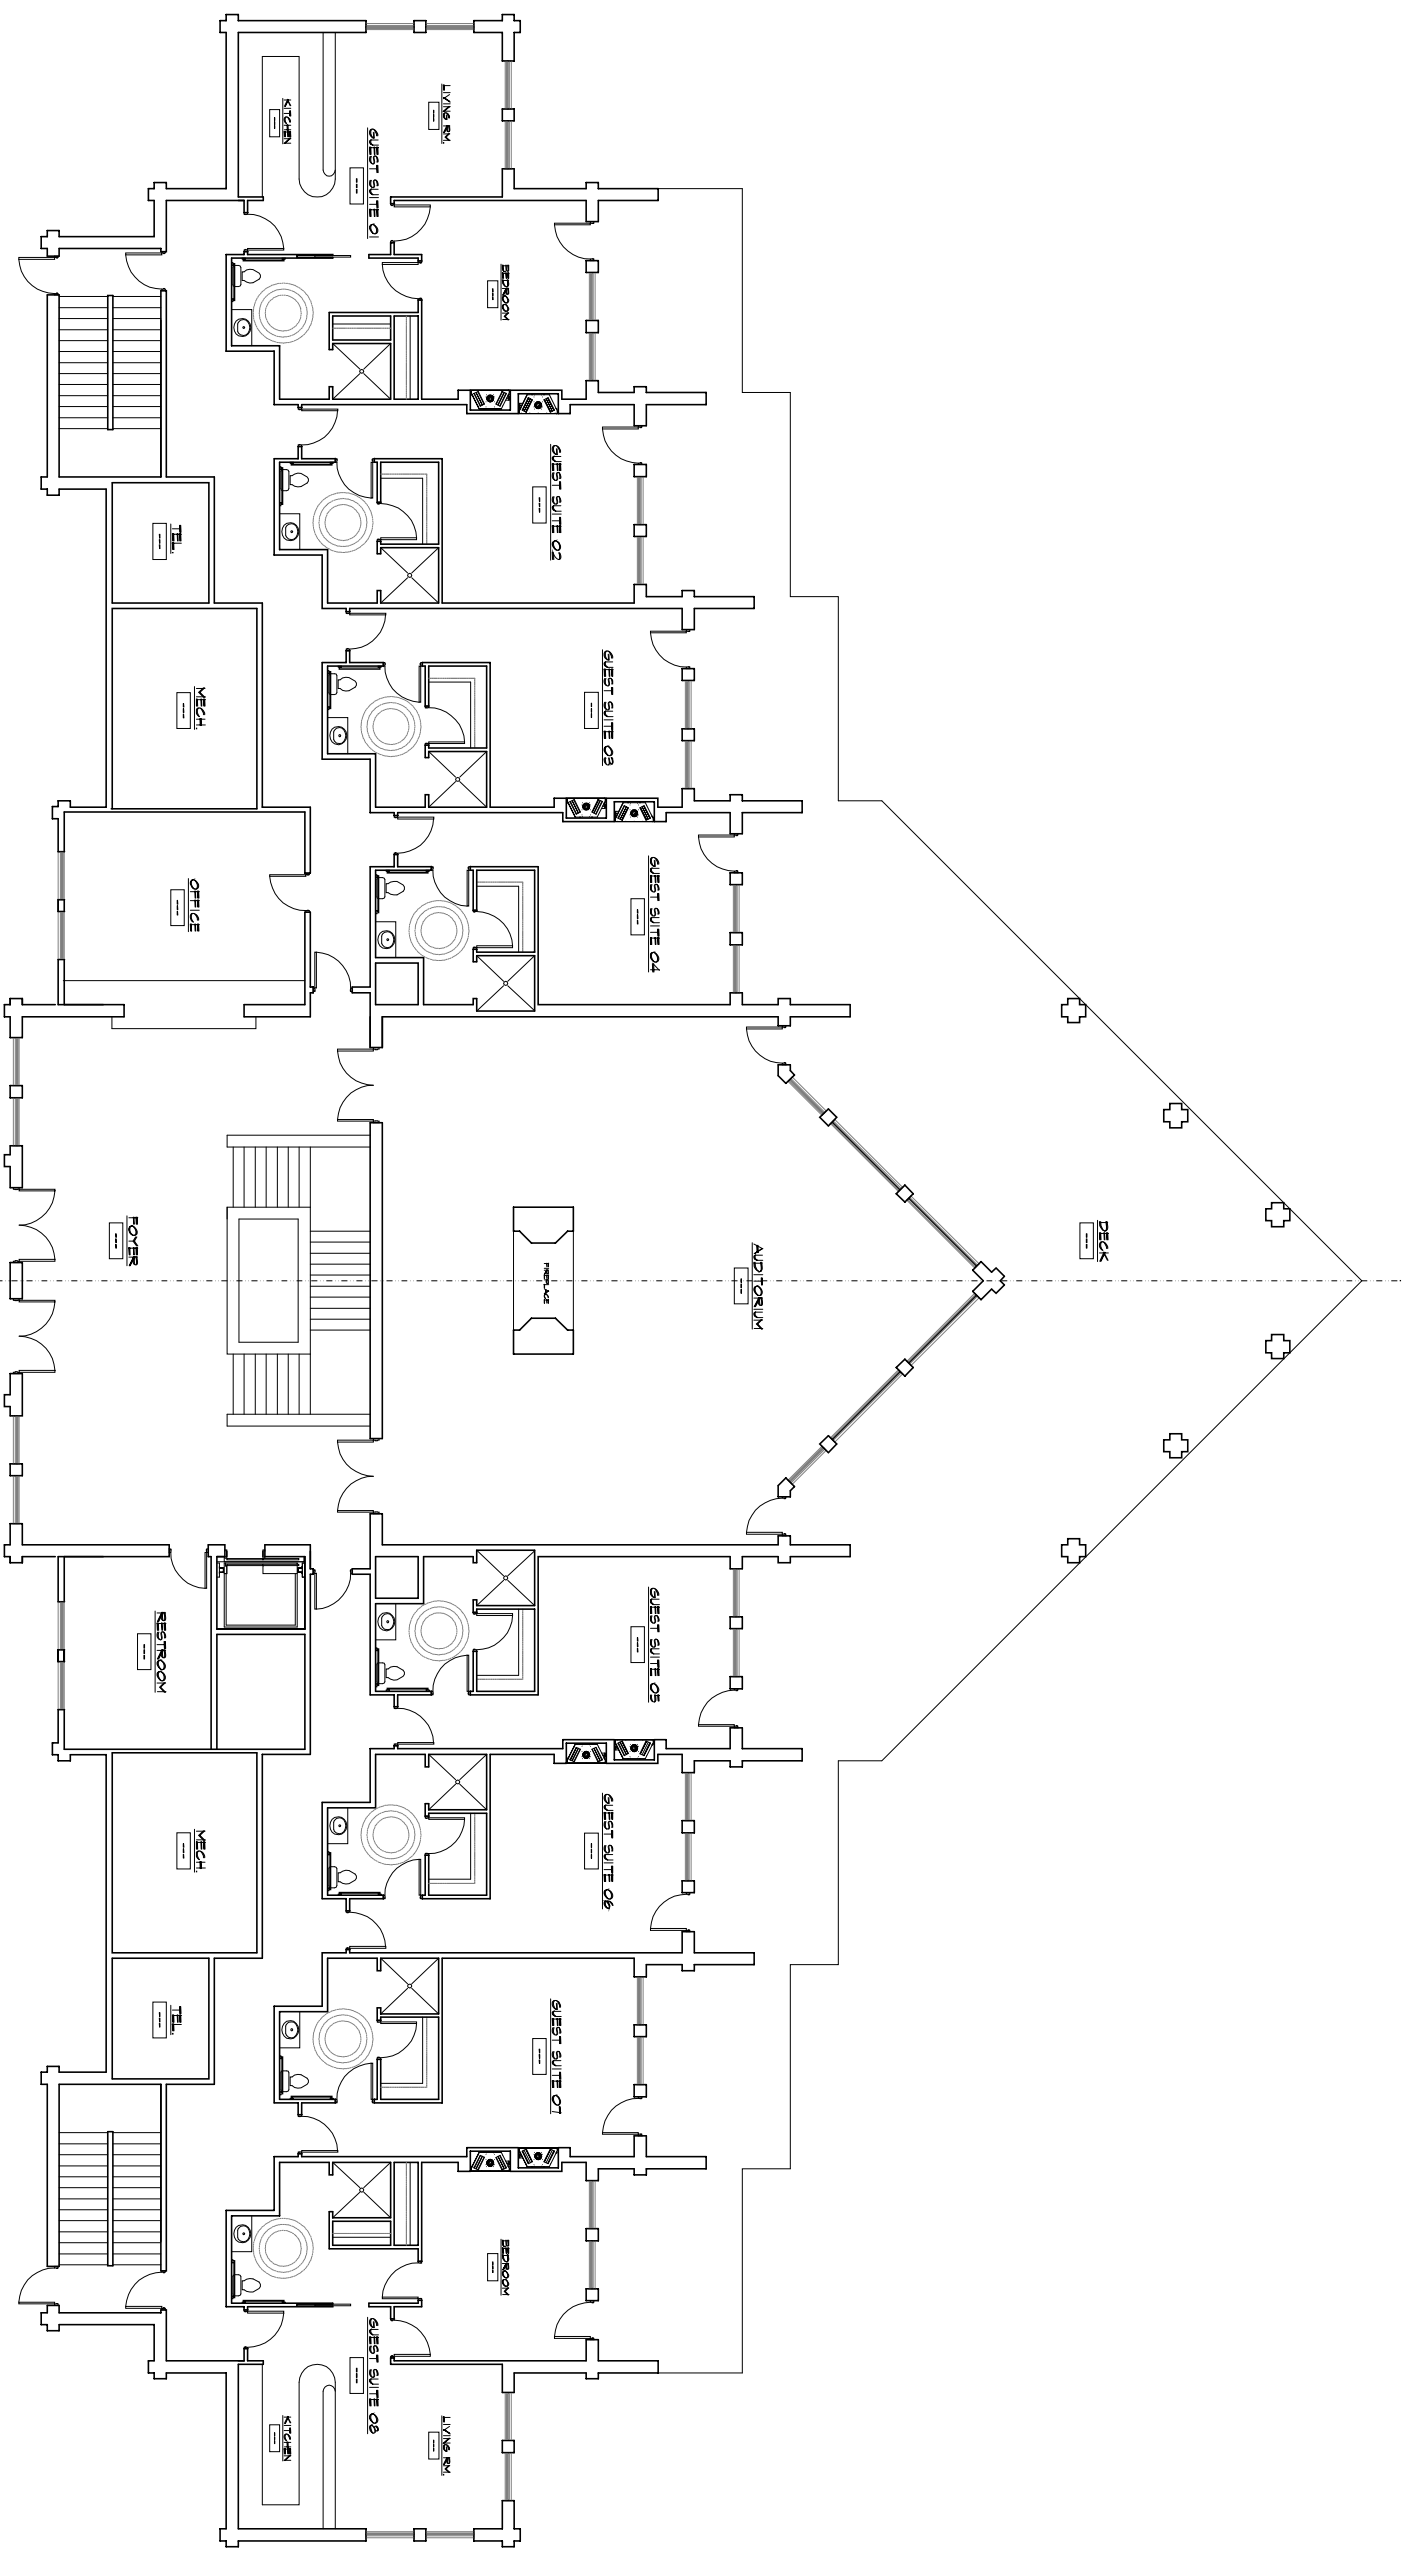 LIVING RM.
---
KITCHEN
---
GUEST SUITE 01
---
BEDROOM
---
GUEST SUITE 02
---
TEL.
---
GUEST SUITE 03
---
MECH.
---
GUEST SUITE 04
---
OFFICE
---
DECK
---
AUDITORIUM
---
FIREPLACE
FOYER
---
GUEST SUITE 05
---
RESTROOM
---
GUEST SUITE 06
---
MECH.
---
GUEST SUITE 07
---
TEL.
---
BEDROOM
---
GUEST SUITE 08
---
LIVING RM.
---
KITCHEN
---